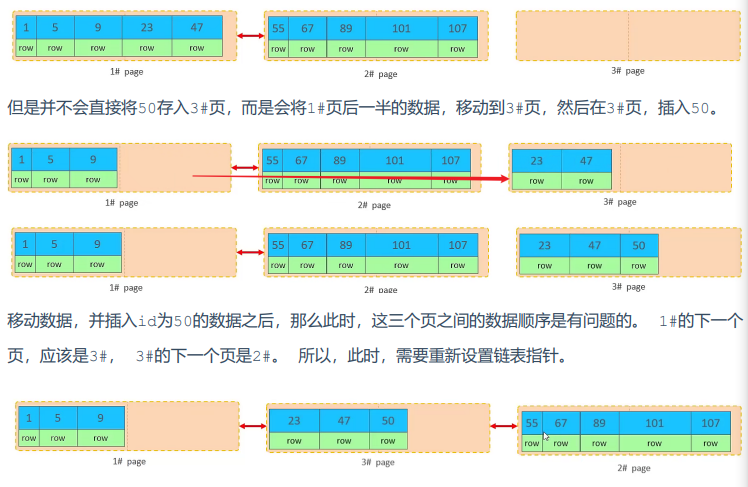 1 5 9 23 47 55 67 89 101 107
row row row row row row row row row row
1# page 2# page 3# page
但是并不会直接将50存入3#页，而是会将1#页后一半的数据，移动到3#页，然后在3#页，插入50。
1 5 9 55 67 89 101 107 23 47
row row row row row row row row row row
1# page 2# page 3# page
1 5 9 55 67 89 101 107 23 47 50
row row row row row row row row row row row
1# page 2# page 3# page
移动数据，并插入id为50的数据之后，那么此时，这三个页之间的数据顺序是有问题的。 1#的下一个
页，应该是3#， 3#的下一个页是2#。 所以，此时，需要重新设置链表指针。
1 5 9 23 47 50 55 67 89 101 107
row row row row row row row row row row row
1# page 3# page 2# page